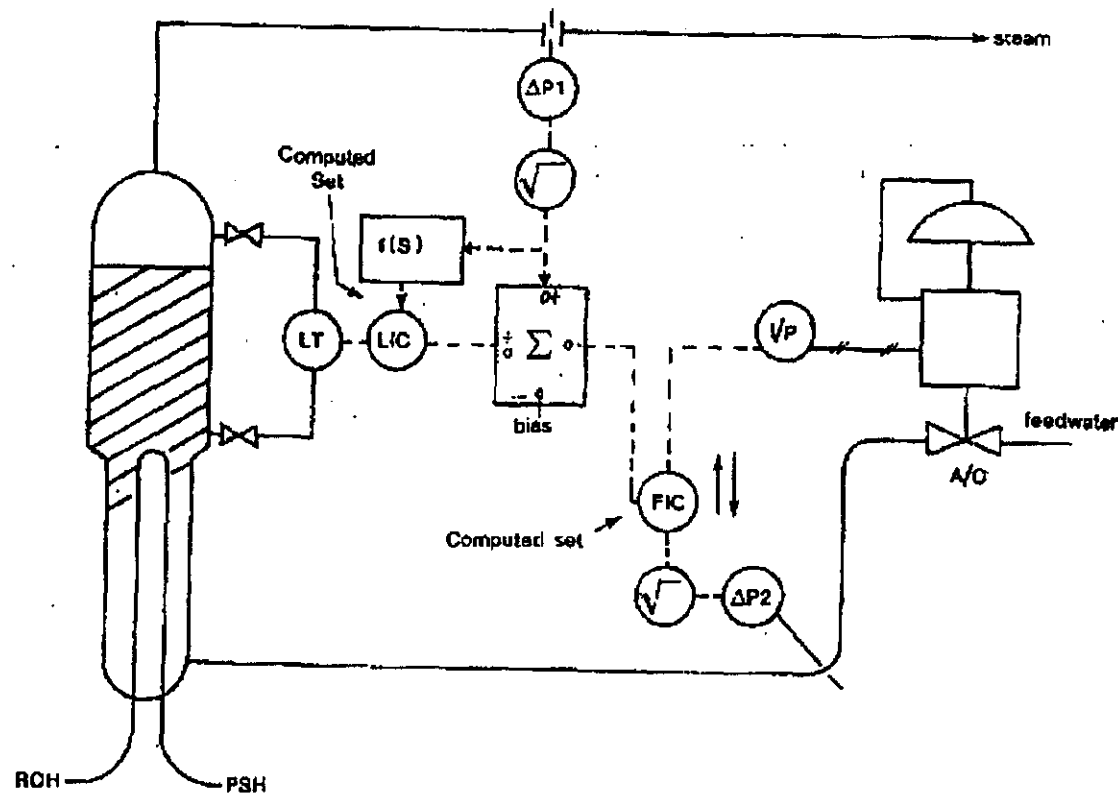 steam
ΔP1
√
Computed
Set
f(S)
LT
LIC
+
Σ
+
-
bias
I/P
feedwater
A/O
FIC
Computed set
√
ΔP2
ROH
PSH